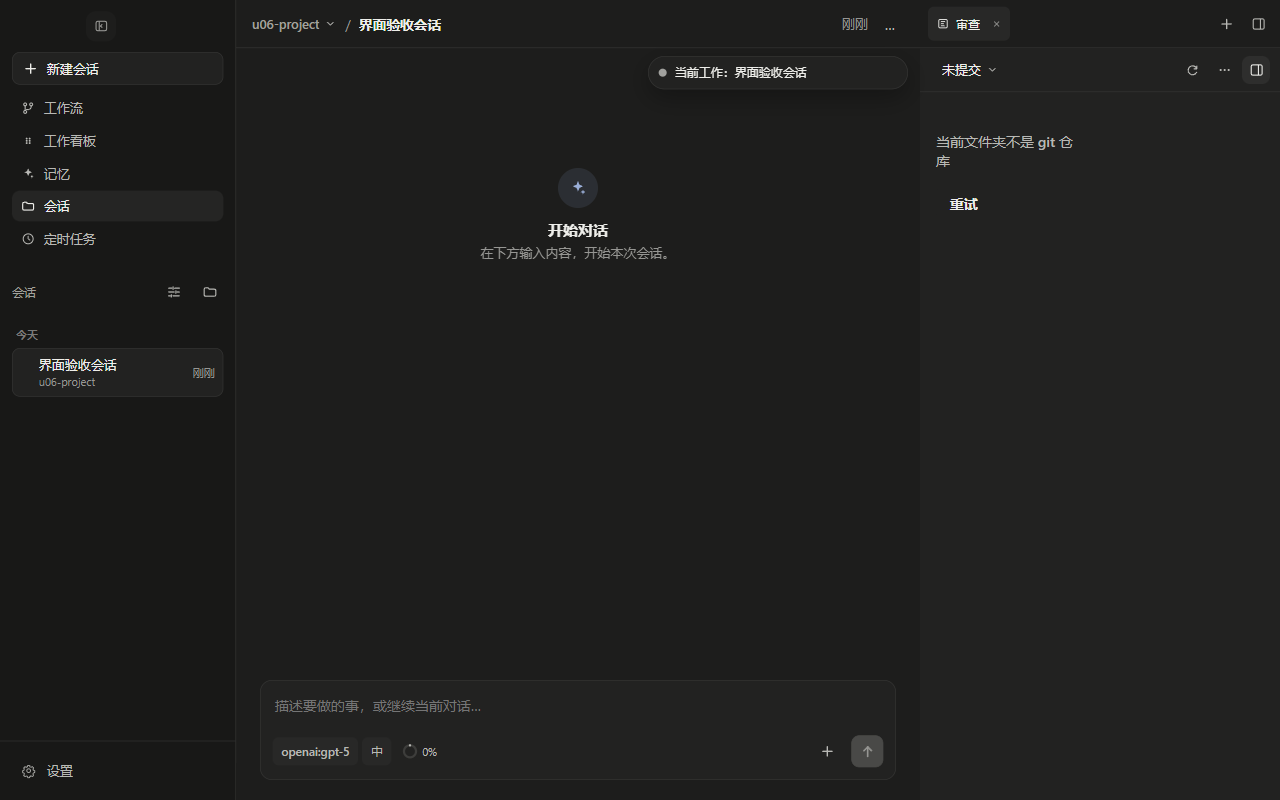 新建会话
工作流
工作看板
记忆
会话
定时任务
会话
今天
界面验收会话
u06-project
刚刚
设置
u06-project / 界面验收会话
刚刚
...
当前工作：界面验收会话
开始对话
在下方输入内容，开始本次会话。
描述要做的事，或继续当前对话...
openai:gpt-5 中 0%
审查
未提交
当前文件夹不是 git 仓
库
重试